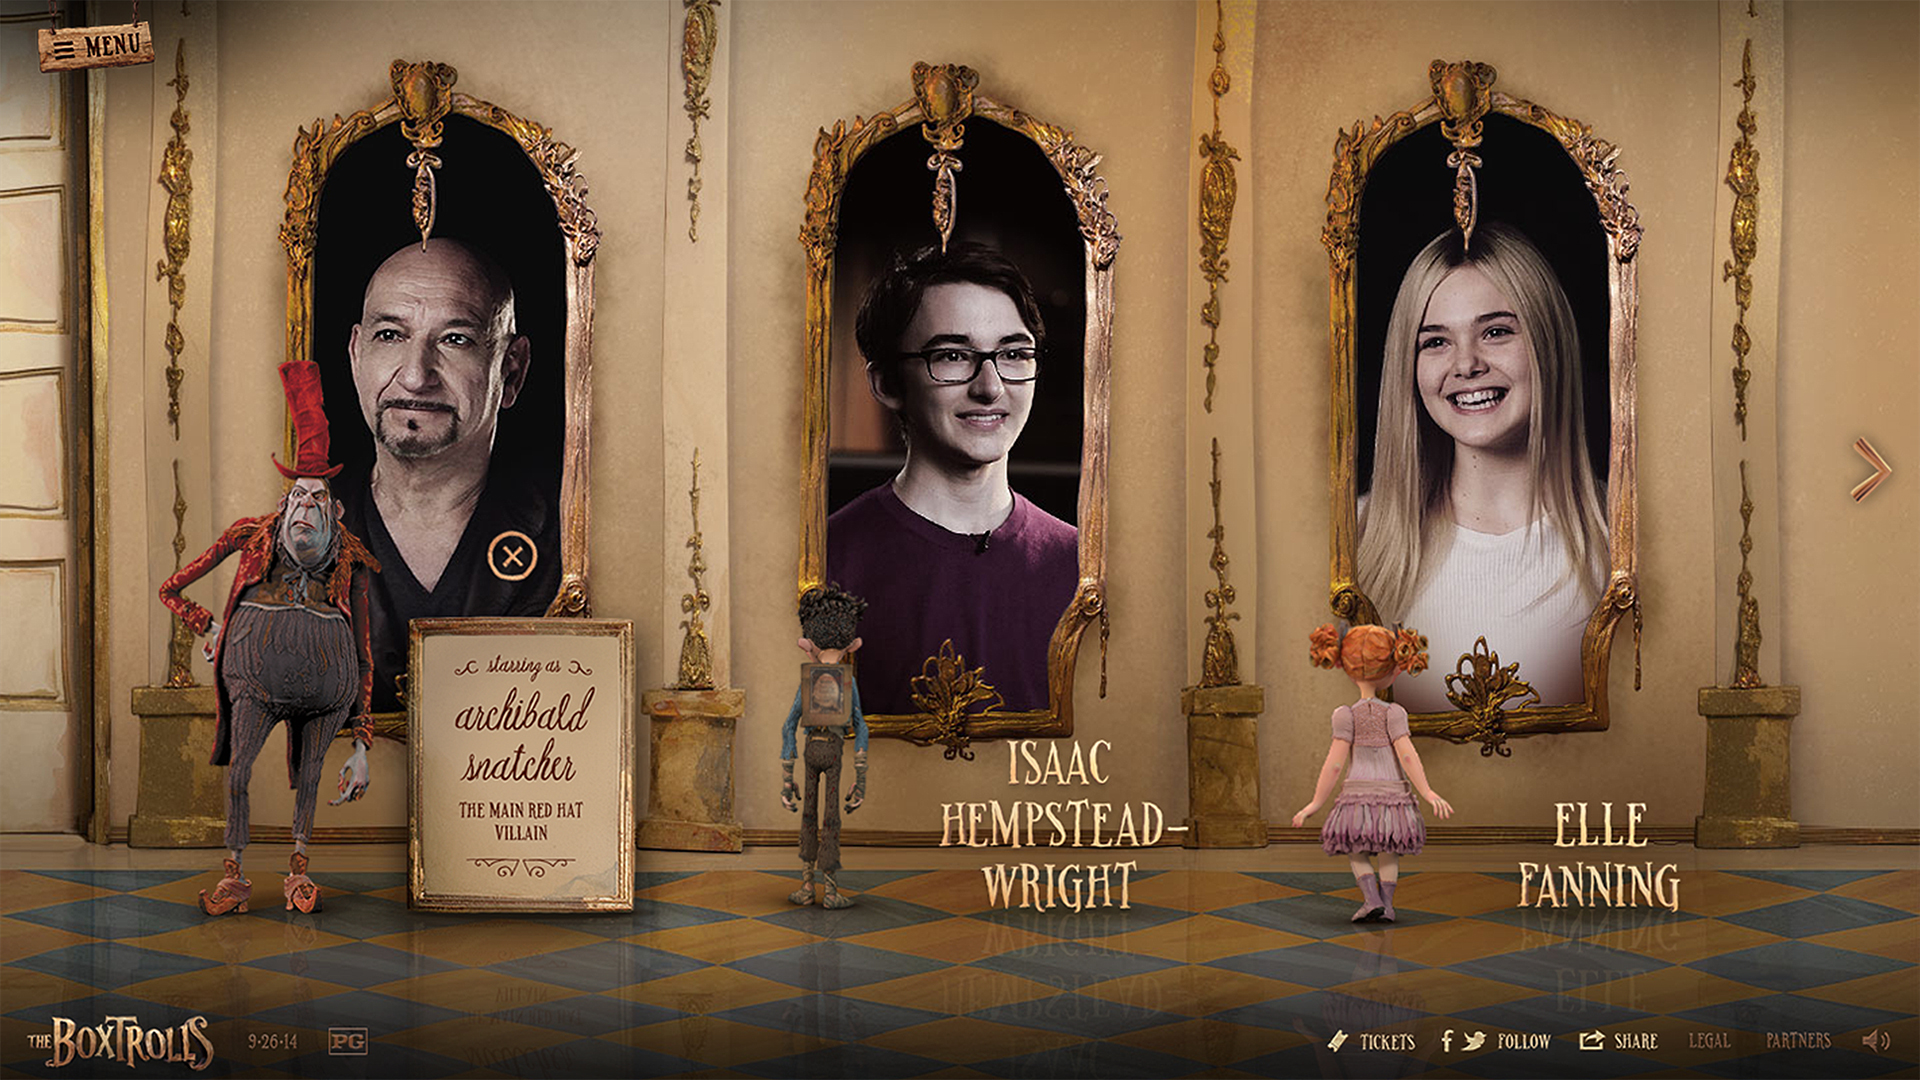 MENU
starring as
archibald
snatcher
THE MAIN RED HAT
VILLAIN
ISAAC
HEMPSTEAD-
WRIGHT
ELLE
FANNING
THE BOXTROLLS
9·26·14
PG
TICKETS
FOLLOW
SHARE
LEGAL
PARTNERS